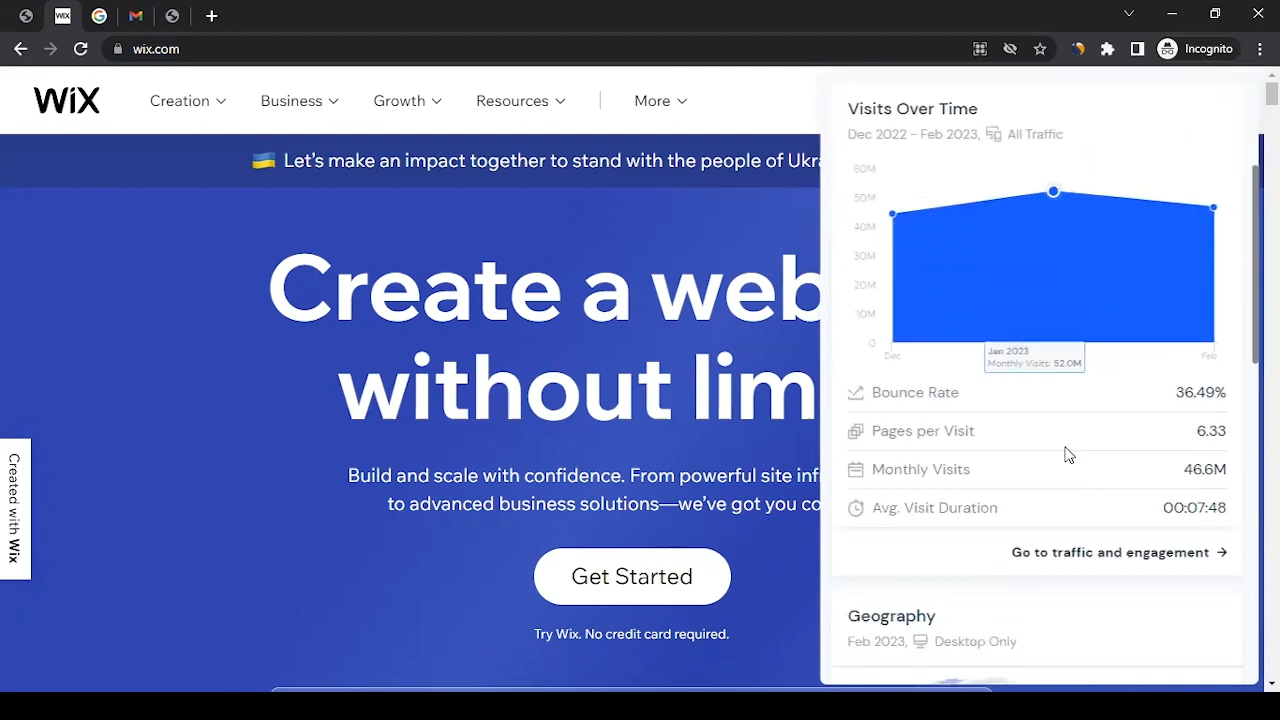 WiX
wix.com
Incognito
WiX
Creation
Business
Growth
Resources
More
Let's make an impact together to stand with the people of Ukra
Create a web
without lim
Build and scale with confidence. From powerful site inf
to advanced business solutions—we've got you co
Get Started
Try Wix. No credit card required.
Created with Wix
Visits Over Time
Dec 2022 - Feb 2023, All Traffic
60M
50M
40M
30M
20M
10M
0
Dec
Feb
Jan 2023
Monthly Visits: 52.0M
Bounce Rate 36.49%
Pages per Visit 6.33
Monthly Visits 46.6M
Avg. Visit Duration 00:07:48
Go to traffic and engagement →
Geography
Feb 2023, Desktop Only